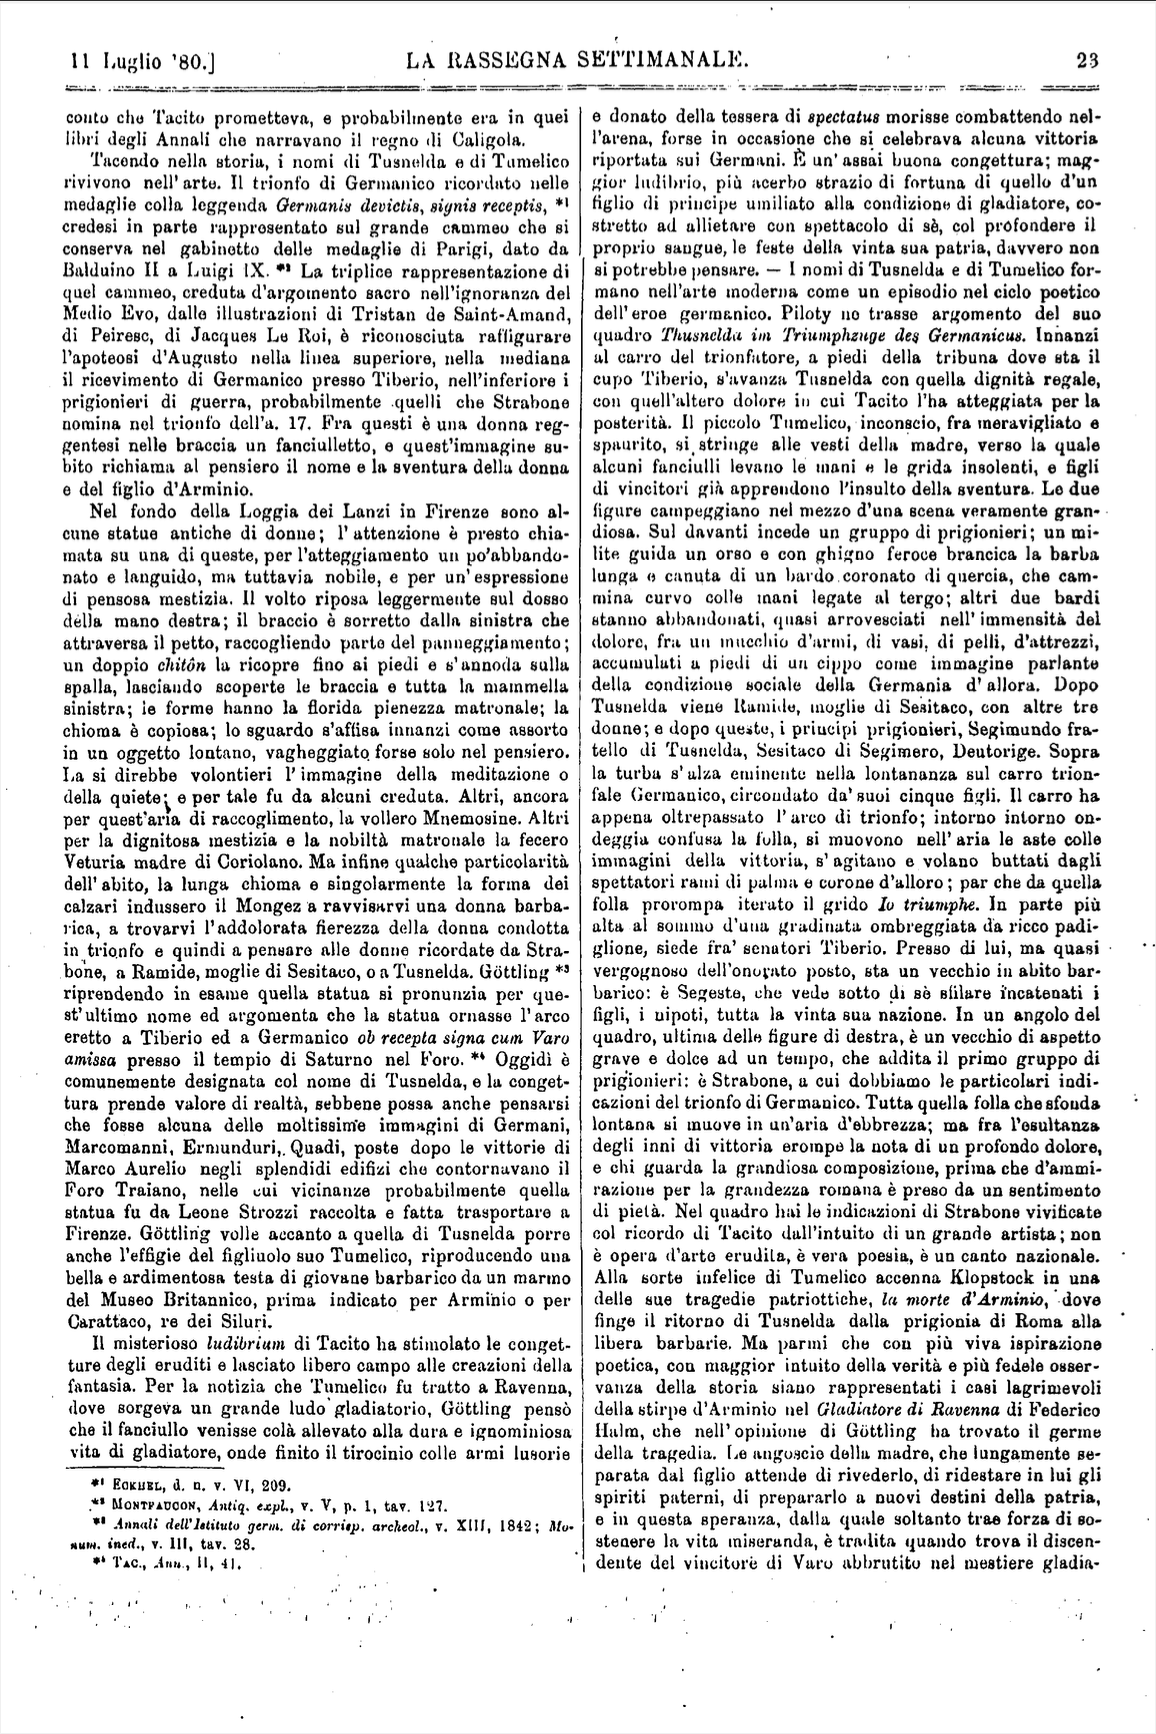 11 Luglio '80.]
LA RASSEGNA SETTIMANALE.
23
conto che Tacito prometteva, e probabilmente era in quei
libri degli Annali che narravano il regno di Caligola.
Tacendo nella storia, i nomi di Tusnelda e di Tumelico
rivivono nell'arte. Il trionfo di Germanico ricordato nelle
medaglie colla leggenda Germanis devictis, signis receptis, *¹
credesi in parte rappresentato sul grande cammeo che si
conserva nel gabinetto delle medaglie di Parigi, dato da
Balduino II a Luigi IX. *² La triplice rappresentazione di
quel cammeo, creduta d'argomento sacro nell'ignoranza del
Medio Evo, dalle illustrazioni di Tristan de Saint-Amand,
di Peiresc, di Jacques Le Roi, è riconosciuta raffigurare
l'apoteosi d'Augusto nella linea superiore, nella mediana
il ricevimento di Germanico presso Tiberio, nell'inferiore i
prigionieri di guerra, probabilmente quelli che Strabone
nomina nel trionfo dell'a. 17. Fra questi è una donna reg-
gentesi nelle braccia un fanciulletto, e quest'immagine su-
bito richiama al pensiero il nome e la sventura della donna
e del figlio d'Arminio.
Nel fondo della Loggia dei Lanzi in Firenze sono al-
cune statue antiche di donne; l'attenzione è presto chia-
mata su una di queste, per l'atteggiamento un po' abbando-
nato e languido, ma tuttavia nobile, e per un'espressione
di pensosa mestizia. Il volto riposa leggermente sul dosso
della mano destra; il braccio è sorretto dalla sinistra che
attraversa il petto, raccogliendo parte del panneggiamento;
un doppio chitôn la ricopre fino ai piedi e s'annoda sulla
spalla, lasciando scoperte le braccia e tutta la mammella
sinistra; le forme hanno la florida pienezza matronale; la
chioma è copiosa; lo sguardo s'affisa innanzi come assorto
in un oggetto lontano, vagheggiato forse solo nel pensiero.
La si direbbe volontieri l'immagine della meditazione o
della quiete; e per tale fu da alcuni creduta. Altri, ancora
per quest'aria di raccoglimento, la vollero Mnemosine. Altri
per la dignitosa mestizia e la nobiltà matronale la fecero
Veturia madre di Coriolano. Ma infine qualche particolarità
dell'abito, la lunga chioma e singolarmente la forma dei
calzari indussero il Mongez a ravvisarvi una donna barba-
rica, a trovarvi l'addolorata fierezza della donna condotta
in trionfo e quindi a pensare alle donne ricordate da Stra-
bone, a Ramide, moglie di Sesitaco, o a Tusnelda. Göttling *³
riprendendo in esame quella statua si pronunzia per que-
st'ultimo nome ed argomenta che la statua ornasse l'arco
eretto a Tiberio ed a Germanico ob recepta signa cum Varo
amissa presso il tempio di Saturno nel Foro. *⁴ Oggidì è
comunemente designata col nome di Tusnelda, e la conget-
tura prende valore di realtà, sebbene possa anche pensarsi
che fosse alcuna delle moltissime immagini di Germani,
Marcomanni, Ermunduri, Quadi, poste dopo le vittorie di
Marco Aurelio negli splendidi edifizi che contornavano il
Foro Traiano, nelle cui vicinanze probabilmente quella
statua fu da Leone Strozzi raccolta e fatta trasportare a
Firenze. Göttling volle accanto a quella di Tusnelda porre
anche l'effigie del figliuolo suo Tumelico, riproducendo una
bella e ardimentosa testa di giovane barbarico da un marmo
del Museo Britannico, prima indicato per Arminio o per
Carattaco, re dei Siluri.
Il misterioso ludibrium di Tacito ha stimolato le conget-
ture degli eruditi e lasciato libero campo alle creazioni della
fantasia. Per la notizia che Tumelico fu tratto a Ravenna,
dove sorgeva un grande ludo gladiatorio, Göttling pensò
che il fanciullo venisse colà allevato alla dura e ignominiosa
vita di gladiatore, onde finito il tirocinio colle armi lusorie
*¹ ECKHEL, d. n. v. VI, 209.
*² MONTFAUCON, Antiq. expl., v. V, p. 1, tav. 127.
*³ Annali dell'Istituto germ. di corrisp. archeol., v. XIII, 1842; Mo-
num. ined., v. III, tav. 28.
*⁴ TAC., Ann., II, 41.
e donato della tessera di spectatus morisse combattendo nel-
l'arena, forse in occasione che si celebrava alcuna vittoria
riportata sui Germani. È un'assai buona congettura; mag-
gior ludibrio, più acerbo strazio di fortuna di quello d'un
figlio di principe umiliato alla condizione di gladiatore, co-
stretto ad allietare con spettacolo di sè, col profondere il
proprio sangue, le feste della vinta sua patria, davvero non
si potrebbe pensare. — I nomi di Tusnelda e di Tumelico for-
mano nell'arte moderna come un episodio nel ciclo poetico
dell'eroe germanico. Piloty ne trasse argomento del suo
quadro Thusnelda im Triumphzuge des Germanicus. Innanzi
al carro del trionfatore, a piedi della tribuna dove sta il
cupo Tiberio, s'avanza Tusnelda con quella dignità regale,
con quell'altero dolore in cui Tacito l'ha atteggiata per la
posterità. Il piccolo Tumelico, inconscio, fra meravigliato e
spaurito, si stringe alle vesti della madre, verso la quale
alcuni fanciulli levano le mani e le grida insolenti, e figli
di vincitori già apprendono l'insulto della sventura. Le due
figure campeggiano nel mezzo d'una scena veramente gran-
diosa. Sul davanti incede un gruppo di prigionieri; un mi-
lite guida un orso e con ghigno feroce brancica la barba
lunga e canuta di un bardo coronato di quercia, che cam-
mina curvo colle mani legate al tergo; altri due bardi
stanno abbandonati, quasi arrovesciati nell'immensità del
dolore, fra un mucchio d'armi, di vasi, di pelli, d'attrezzi,
accumulati a piedi di un cippo come immagine parlante
della condizione sociale della Germania d'allora. Dopo
Tusnelda viene Ramide, moglie di Sesitaco, con altre tre
donne; e dopo queste, i principi prigionieri, Segimundo fra-
tello di Tusnelda, Sesitaco di Segimero, Deutorige. Sopra
la turba s'alza eminente nella lontananza sul carro trion-
fale Germanico, circondato da' suoi cinque figli. Il carro ha
appena oltrepassato l'arco di trionfo; intorno intorno on-
deggia confusa la folla, si muovono nell'aria le aste colle
immagini della vittoria, s'agitano e volano buttati dagli
spettatori rami di palma e corone d'alloro; par che da quella
folla prorompa iterato il grido Io triumphe. In parte più
alta al sommo d'una gradinata ombreggiata da ricco padi-
glione, siede fra' senatori Tiberio. Presso di lui, ma quasi
vergognoso dell'onorato posto, sta un vecchio in abito bar-
barico: è Segeste, che vede sotto di sè sfilare incatenati i
figli, i nipoti, tutta la vinta sua nazione. In un angolo del
quadro, ultima delle figure di destra, è un vecchio di aspetto
grave e dolce ad un tempo, che addita il primo gruppo di
prigionieri: è Strabone, a cui dobbiamo le particolari indi-
cazioni del trionfo di Germanico. Tutta quella folla che sfonda
lontana si muove in un'aria d'ebbrezza; ma fra l'esultanza
degli inni di vittoria erompe la nota di un profondo dolore,
e chi guarda la grandiosa composizione, prima che d'ammi-
razione per la grandezza romana è preso da un sentimento
di pietà. Nel quadro hai le indicazioni di Strabone vivificate
col ricordo di Tacito dall'intuito di un grande artista; non
è opera d'arte erudita, è vera poesia, è un canto nazionale.
Alla sorte infelice di Tumelico accenna Klopstock in una
delle sue tragedie patriottiche, la morte d'Arminio, dove
finge il ritorno di Tusnelda dalla prigionia di Roma alla
libera barbarie. Ma parmi che con più viva ispirazione
poetica, con maggior intuito della verità e più fedele osser-
vanza della storia siano rappresentati i casi lagrimevoli
della stirpe d'Arminio nel Gladiatore di Ravenna di Federico
Halm, che nell'opinione di Göttling ha trovato il germe
della tragedia. Le angoscie della madre, che lungamente se-
parata dal figlio attende di rivederlo, di ridestare in lui gli
spiriti paterni, di prepararlo a nuovi destini della patria,
e in questa speranza, dalla quale soltanto trae forza di so-
stenere la vita miseranda, è tradita quando trova il discen-
dente del vincitore di Varo abbrutito nel mestiere gladia-